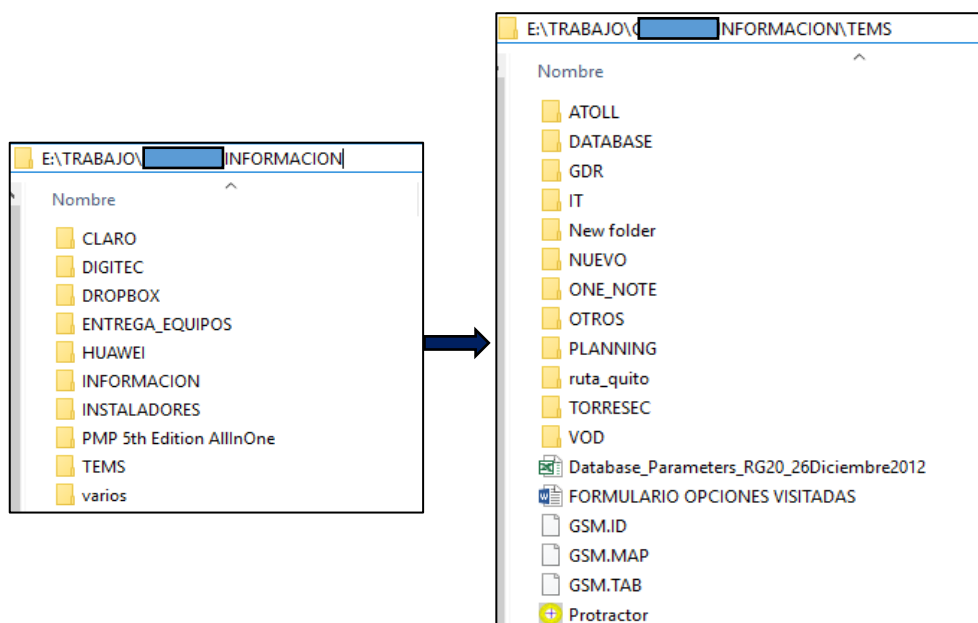 E:\TRABAJO\ INFORMACION
Nombre
CLARO
DIGITEC
DROPBOX
ENTREGA_EQUIPOS
HUAWEI
INFORMACION
INSTALADORES
PMP 5th Edition AllInOne
TEMS
varios
E:\TRABAJO\ NFORMACION\TEMS
Nombre
ATOLL
DATABASE
GDR
IT
New folder
NUEVO
ONE_NOTE
OTROS
PLANNING
ruta_quito
TORRESEC
VOD
Database_Parameters_RG20_26Diciembre2012
FORMULARIO OPCIONES VISITADAS
GSM.ID
GSM.MAP
GSM.TAB
Protractor